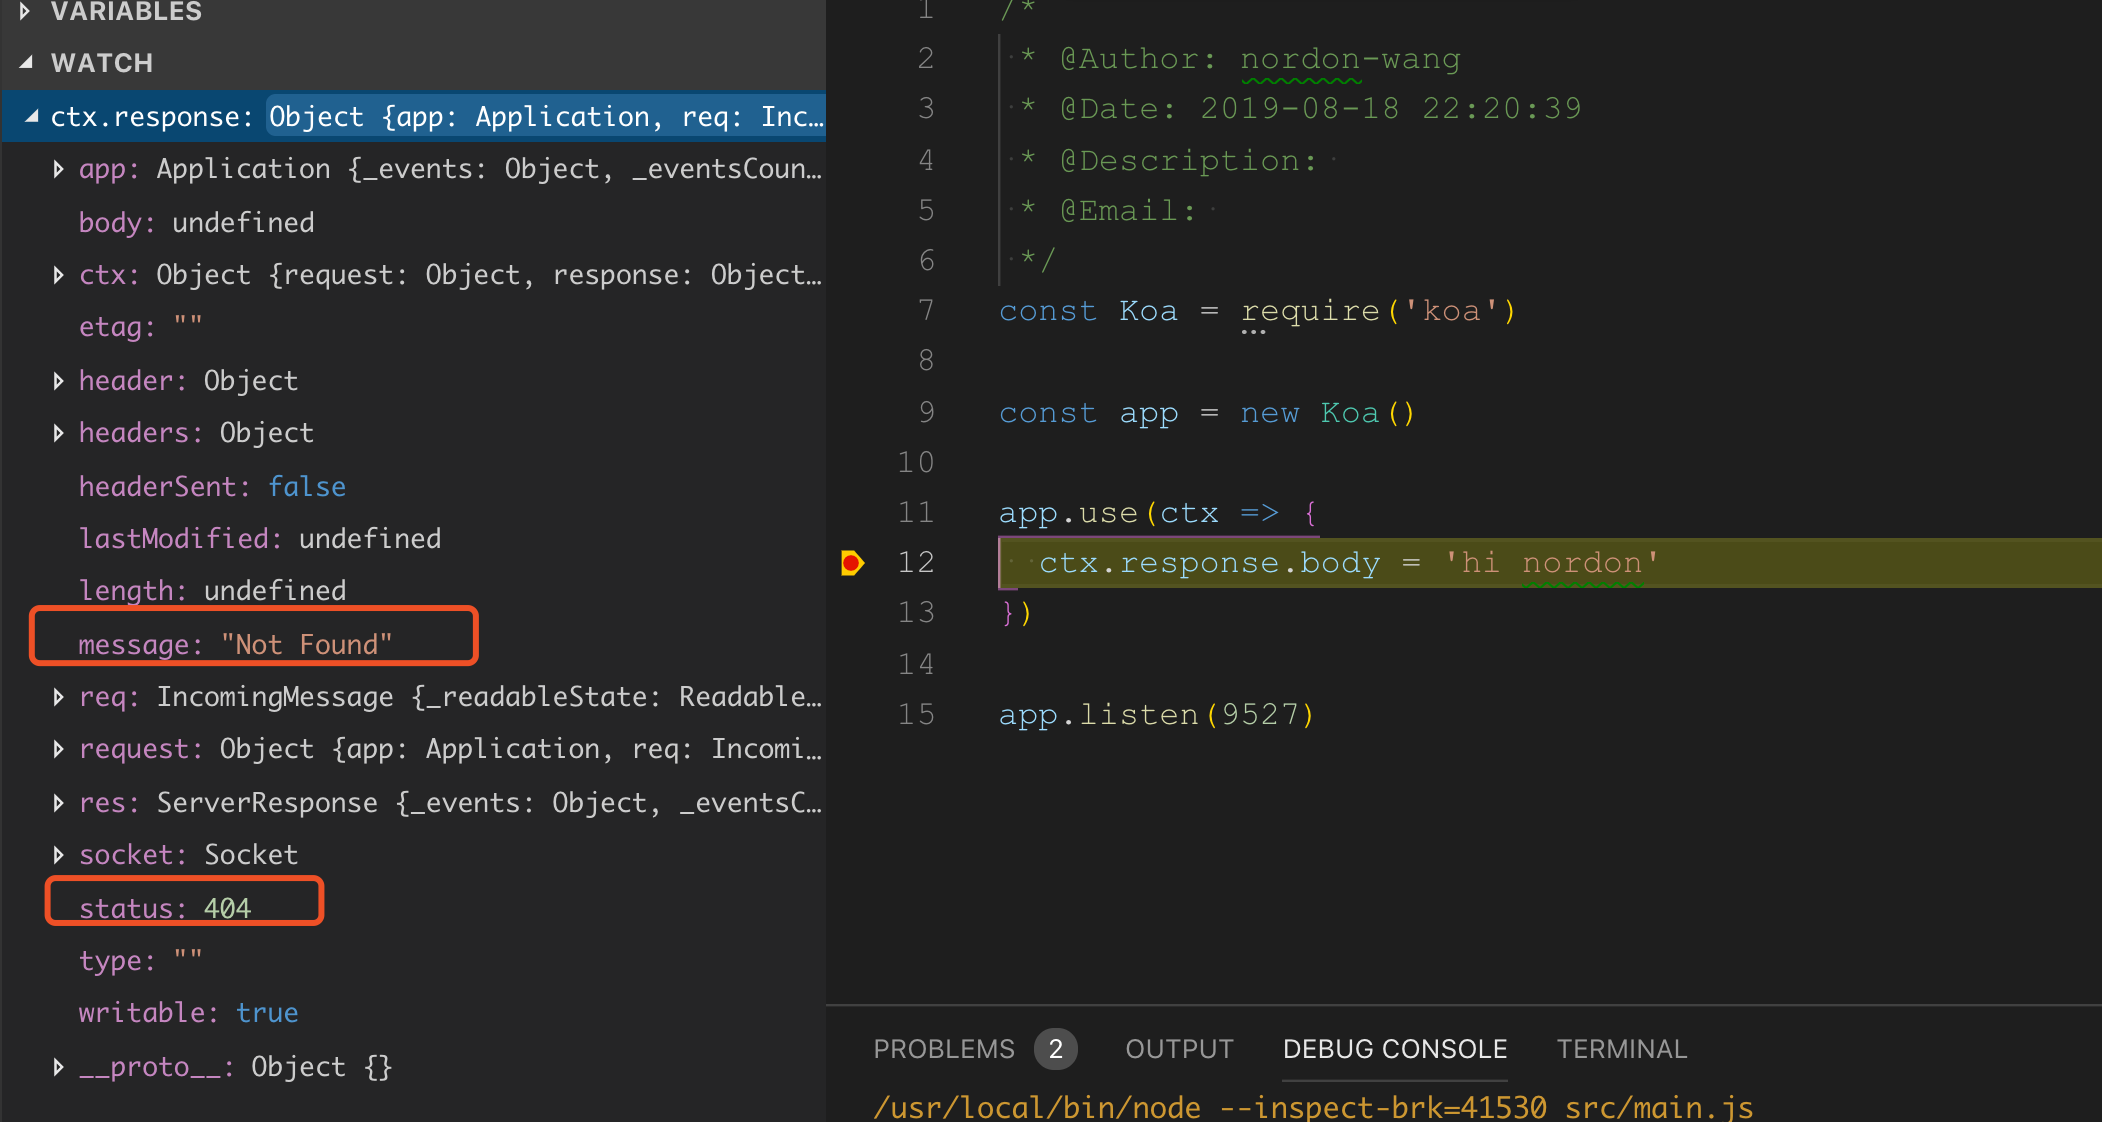 VARIABLES
WATCH
ctx.response: Object {app: Application, req: Inc…
app: Application {_events: Object, _eventsCoun…
body: undefined
ctx: Object {request: Object, response: Object…
etag: ""
header: Object
headers: Object
headerSent: false
lastModified: undefined
length: undefined
message: "Not Found"
req: IncomingMessage {_readableState: Readable…
request: Object {app: Application, req: Incomi…
res: ServerResponse {_events: Object, _eventsC…
socket: Socket
status: 404
type: ""
writable: true
__proto__: Object {}
1 /*
2 * @Author: nordon-wang
3 * @Date: 2019-08-18 22:20:39
4 * @Description:
5 * @Email:
6 */
7 const Koa = require('koa')
8
9 const app = new Koa()
10
11 app.use(ctx => {
12 ctx.response.body = 'hi nordon'
13 })
14
15 app.listen(9527)
PROBLEMS 2 OUTPUT DEBUG CONSOLE TERMINAL
/usr/local/bin/node --inspect-brk=41530 src/main.js